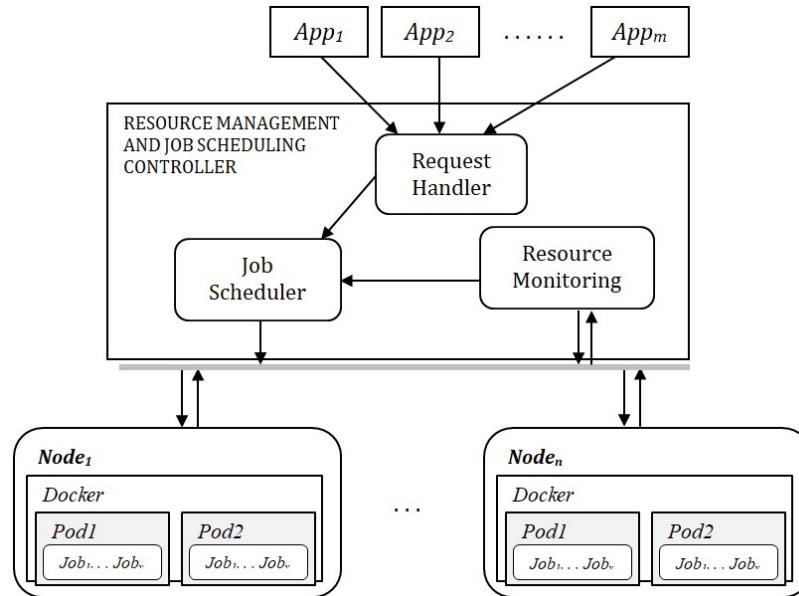 App₁ App₂ ...... Appₘ
RESOURCE MANAGEMENT
AND JOB SCHEDULING
CONTROLLER
Request
Handler
Job
Scheduler
Resource
Monitoring
Node₁
Docker
Pod1 Pod2
Job₁... Jobᵥ Job₁... Jobᵥ
...
Nodeₙ
Docker
Pod1 Pod2
Job₁... Jobᵥ Job₁... Jobᵥ